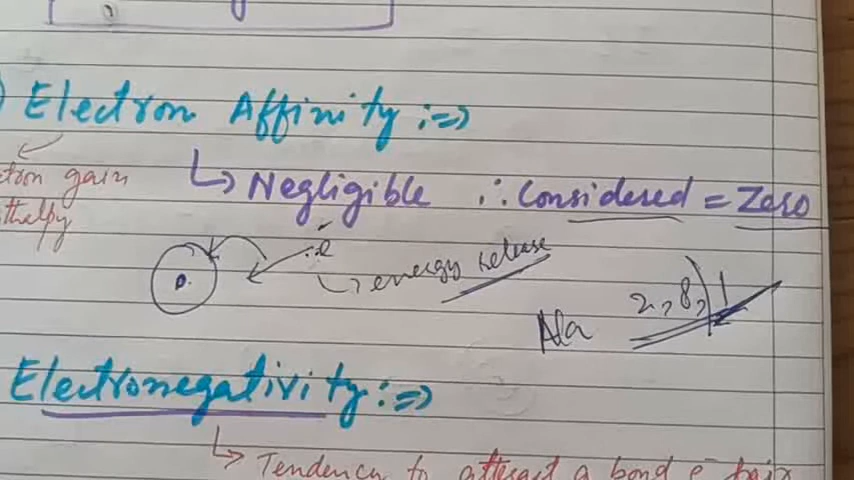 Electron Affinity :=>
tron gain
↳ Negligible ∴ Considered = Zero
thalpy
e
↳ energy release
2, 8, 1
Na
Electronegativity :=>
↳ Tendency to attract a bond e⁻ pair